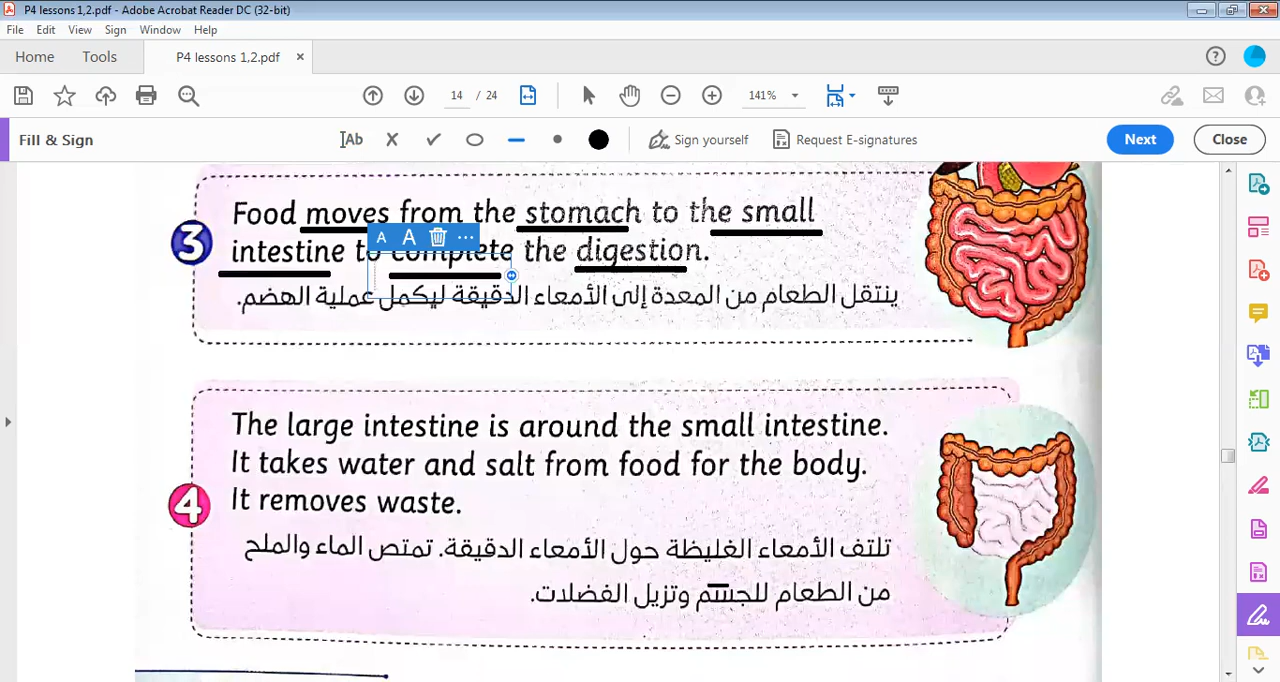 P4 lessons 1,2.pdf - Adobe Acrobat Reader DC (32-bit)
File Edit View Sign Window Help
Home Tools P4 lessons 1,2.pdf ×
14 / 24 141%
Fill & Sign Ab Sign yourself Request E-signatures Next Close
Food moves from the stomach to the small
3
A A ...
intestine to complete the digestion.
ينتقل الطعام من المعدة إلى الأمعاء الدقيقة ليكمل عملية الهضم.
The large intestine is around the small intestine.
It takes water and salt from food for the body.
4
It removes waste.
تلتف الأمعاء الغليظة حول الأمعاء الدقيقة. تمتص الماء والملح
من الطعام للجسم وتزيل الفضلات.